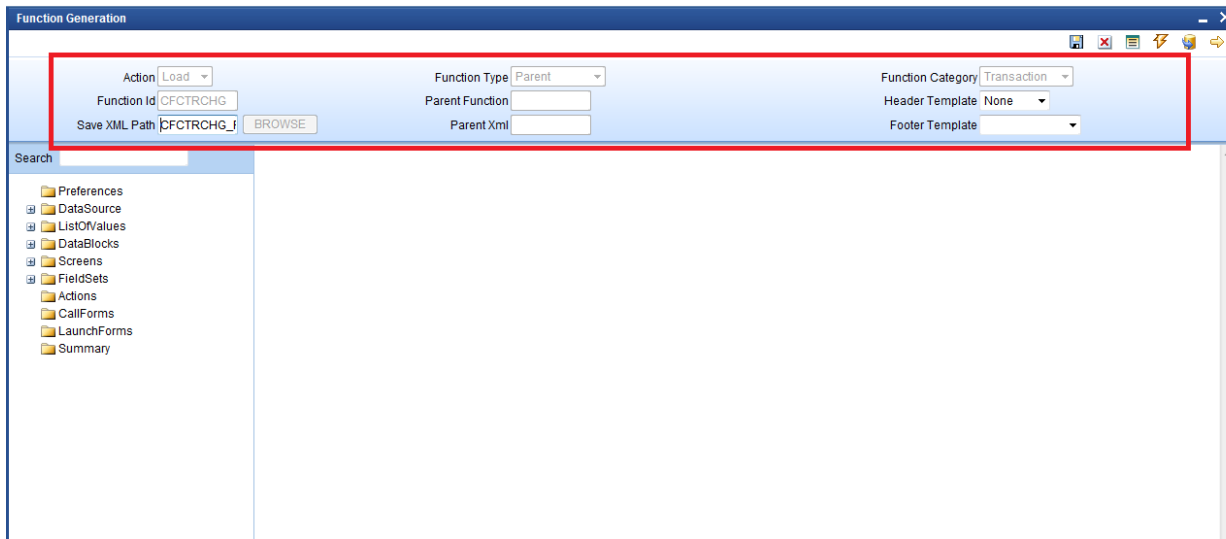 Function Generation
Action Load Function Type Parent Function Category Transaction
Function Id CFCTRCHG Parent Function Header Template None
Save XML Path CFCTRCHG_ BROWSE Parent Xml Footer Template
Search
Preferences
DataSource
ListOfValues
DataBlocks
Screens
FieldSets
Actions
CallForms
LaunchForms
Summary